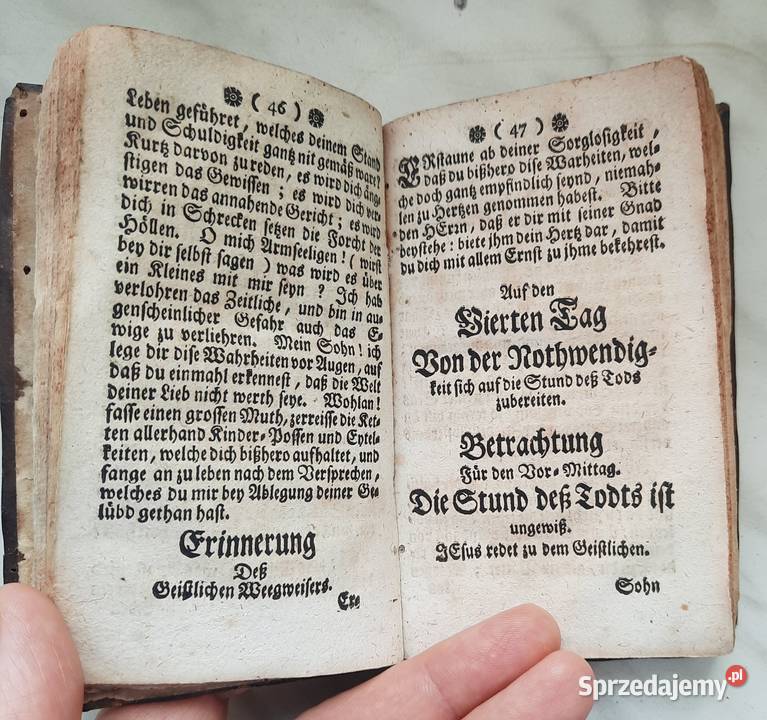 ( 46 )
Leben geführet, welches deinem Stand
und Schuldigkeit gantz nit gemäß ware?
Kurtz darvon zu reden, es wird dich äng-
stigen das Gewissen; es wird dich ver-
wirren das annahende Gericht; es wird
dich in Schrecken setzen die Forcht der
Höllen. O mich Armseeligen! (wirst
bey dir selbst sagen) was wird es über
ein Kleines mit mir seyn? Ich hab
verlohren das Zeitliche, und bin in au-
genscheinlicher Gefahr auch das E-
wige zu verliehren. Mein Sohn! ich
lege dir dise Wahrheiten vor Augen, auf
daß du einmahl erkennest, daß die Welt
deiner Lieb nicht werth seye. Wohlan!
fasse einen grossen Muth, zerreisse die Ket-
ten allerhand Kinder-Possen und Eytel-
keiten, welche dich bißhero aufhaltet, und
fange an zu leben nach dem Versprechen,
welches du mir bey Ablegung deiner Ge-
lübd gethan hast.
Erinnerung
Deß
Geistlichen Weegweisers.
Er-
( 47 )
ERstaune ab deiner Sorglosigkeit,
daß du bißhero dise Warheiten, wel-
che doch gantz empfindlich seynd, niemah-
len zu Hertzen genommen habest. Bitte
den HErrn, daß er dir mit seiner Gnad
beystehe: biete jhm dein Hertz dar, damit
du dich mit allem Ernst zu jhme bekehrest.
Auf den
Vierten Tag
Von der Nothwendig-
keit sich auf die Stund deß Tods
zubereiten.
Betrachtung
Für den Vor-Mittag.
Die Stund deß Todts ist
ungewiß.
JEsus redet zu dem Geistlichen.
Sohn
Sprzedajemy.pl